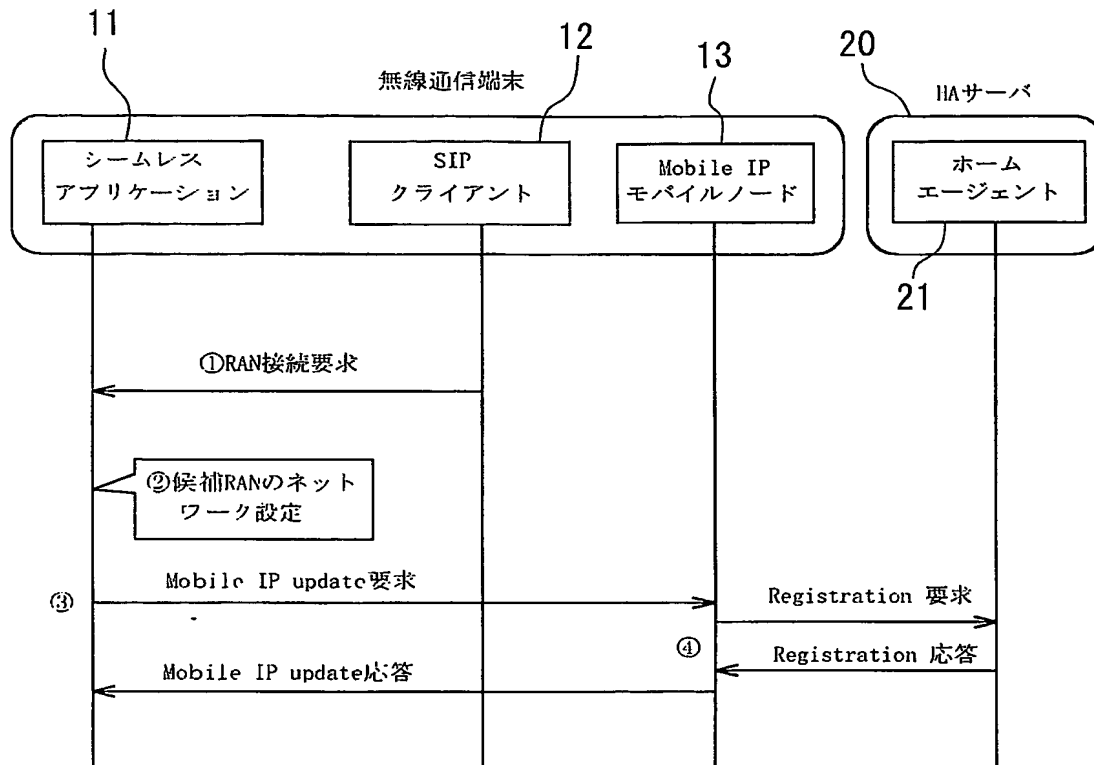 11
12
13
20
無線通信端末
HAサーバ
シームレス
アプリケーション
SIP
クライアント
Mobile IP
モバイルノード
ホーム
エージェント
21
①RAN接続要求
②候補RANのネット
ワーク設定
③
Mobile IP update要求
Registration 要求
④
Registration 応答
Mobile IP update応答